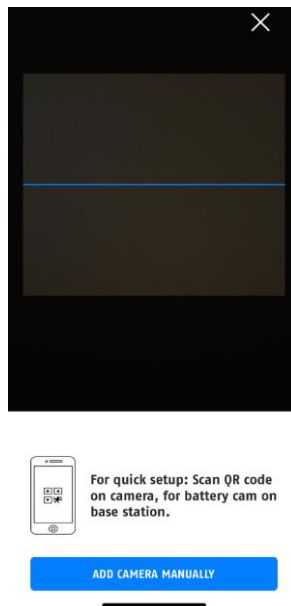 For quick setup: Scan QR code
on camera, for battery cam on
base station.
ADD CAMERA MANUALLY